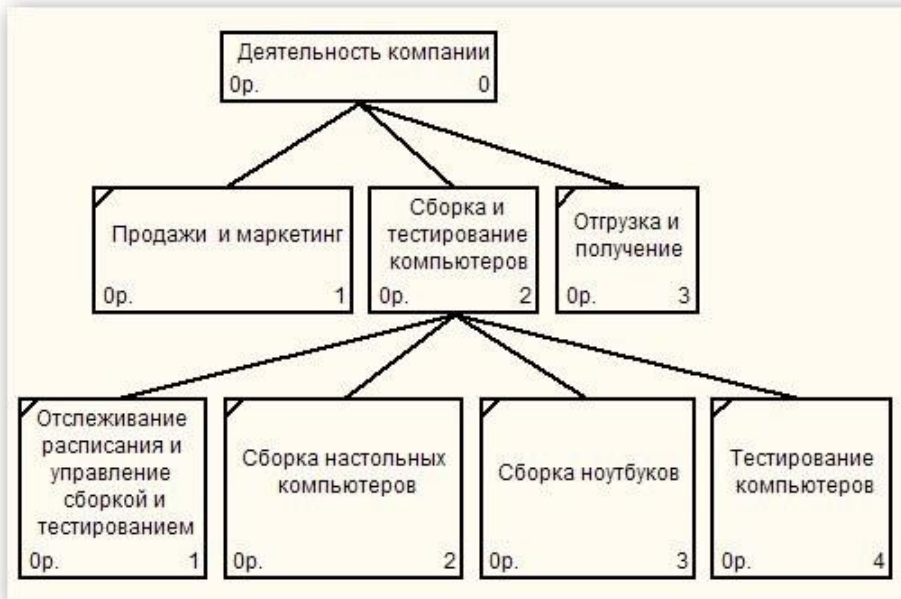 Деятельность компании
0р. 0
Продажи и маркетинг
0р. 1
Сборка и
тестирование
компьютеров
0р. 2
Отгрузка и
получение
0р. 3
Отслеживание
расписания и
управление
сборкой и
тестированием
0р. 1
Сборка настольных
компьютеров
0р. 2
Сборка ноутбуков
0р. 3
Тестирование
компьютеров
0р. 4